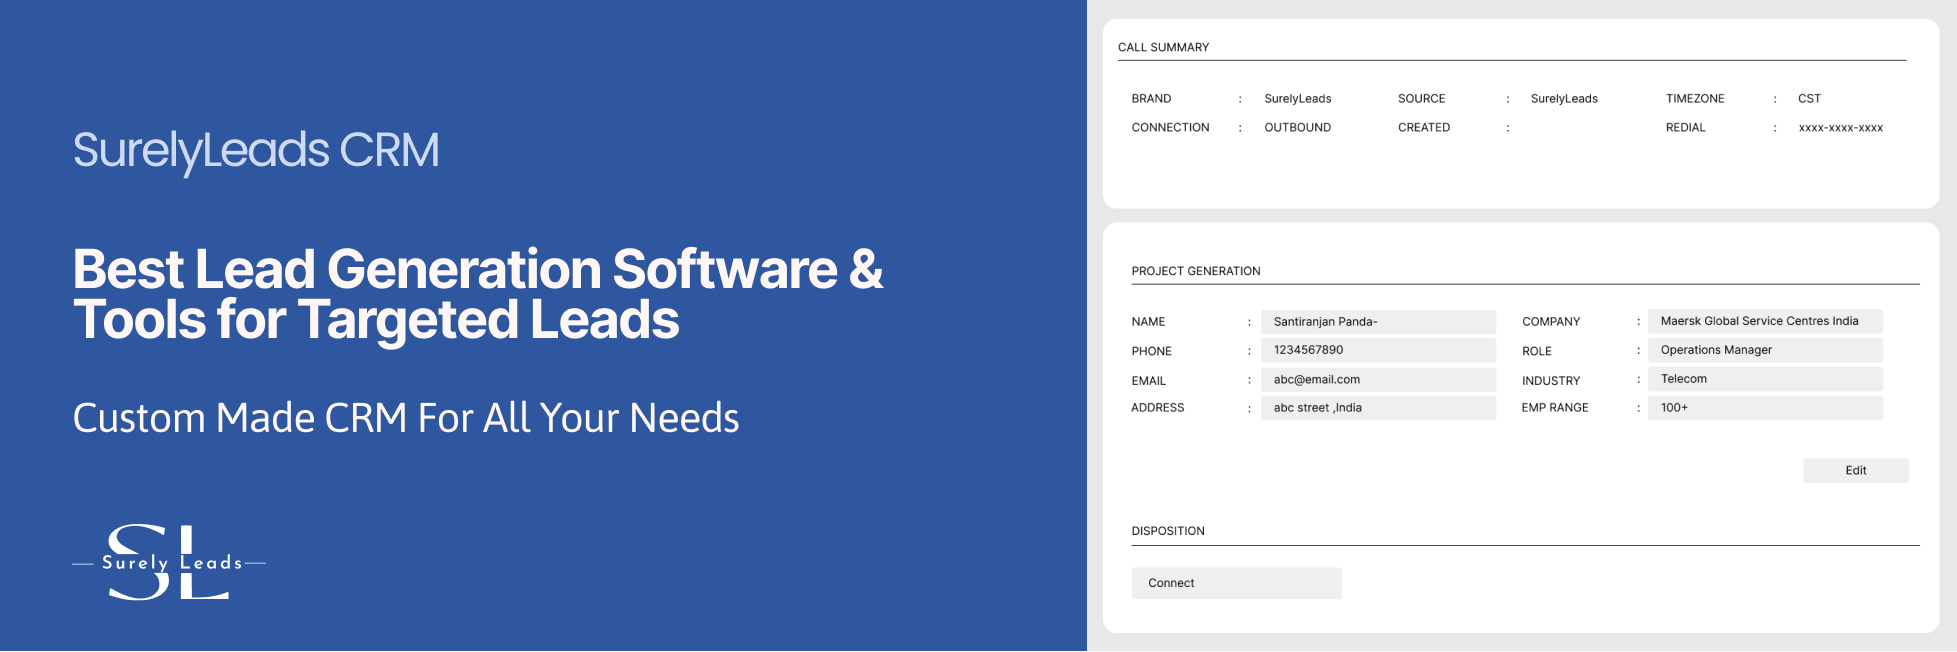 SurelyLeads CRM
Best Lead Generation Software &
Tools for Targeted Leads
Custom Made CRM For All Your Needs
SL
Surely Leads
CALL SUMMARY
BRAND : SurelyLeads SOURCE : SurelyLeads TIMEZONE : CST
CONNECTION : OUTBOUND CREATED : REDIAL : xxxx-xxxx-xxxx
PROJECT GENERATION
NAME : Santiranjan Panda- COMPANY : Maersk Global Service Centres India
PHONE : 1234567890 ROLE : Operations Manager
EMAIL : abc@email.com INDUSTRY : Telecom
ADDRESS : abc street ,India EMP RANGE : 100+
Edit
DISPOSITION
Connect